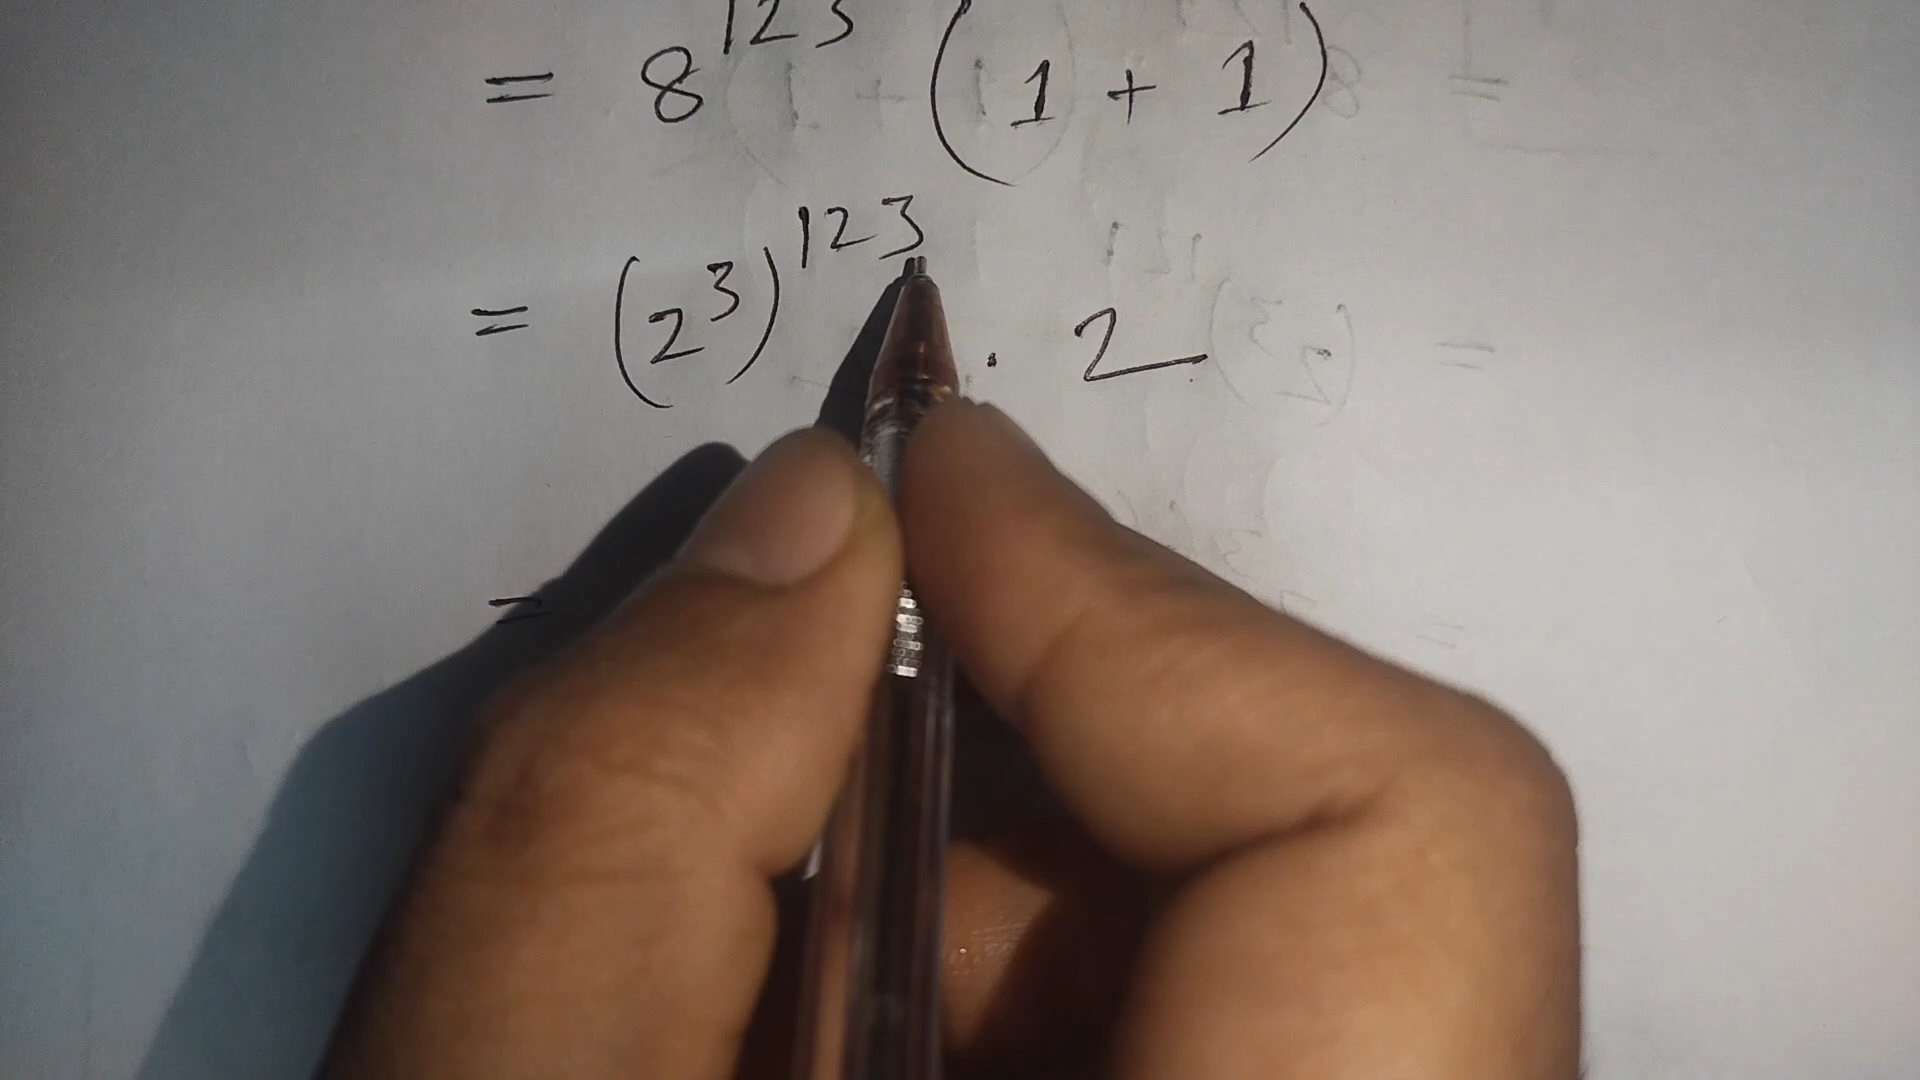 = 8^123 (1 + 1)
= (2^3)^123 . 2
=